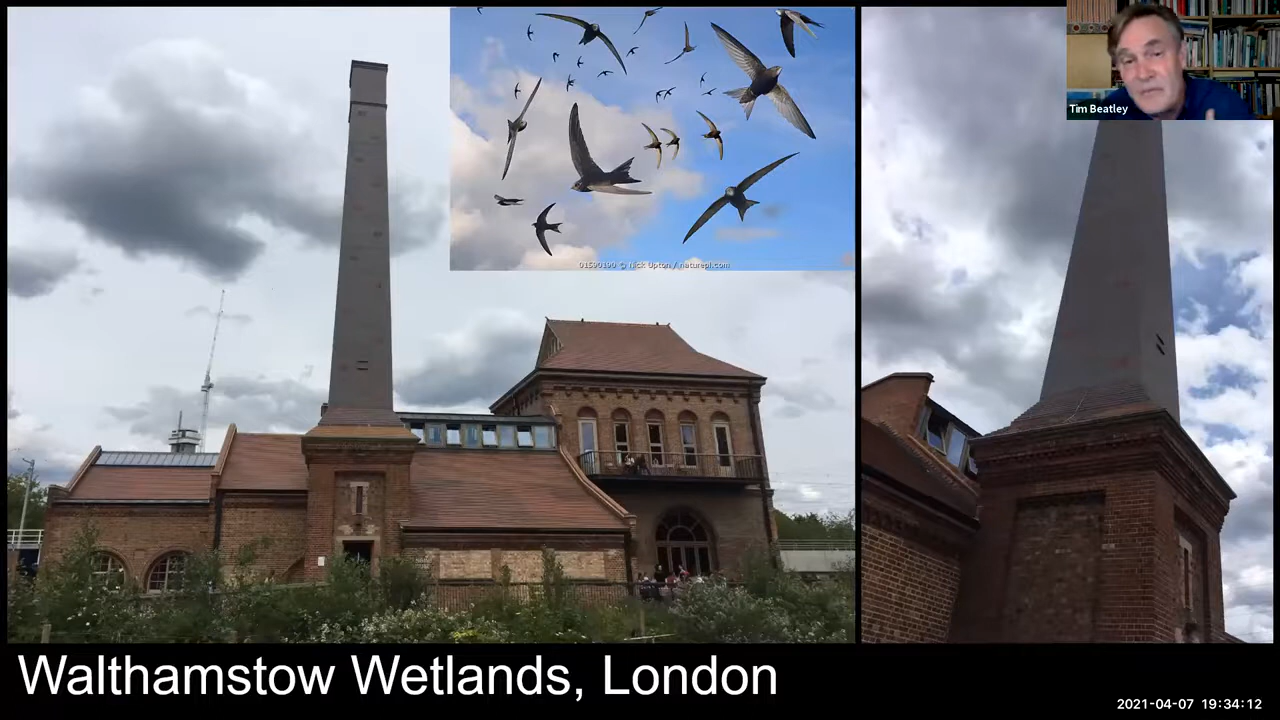 Tim Beatley
01590190 © Nick Upton / naturepl.com
Walthamstow Wetlands, London
2021-04-07 19:34:12